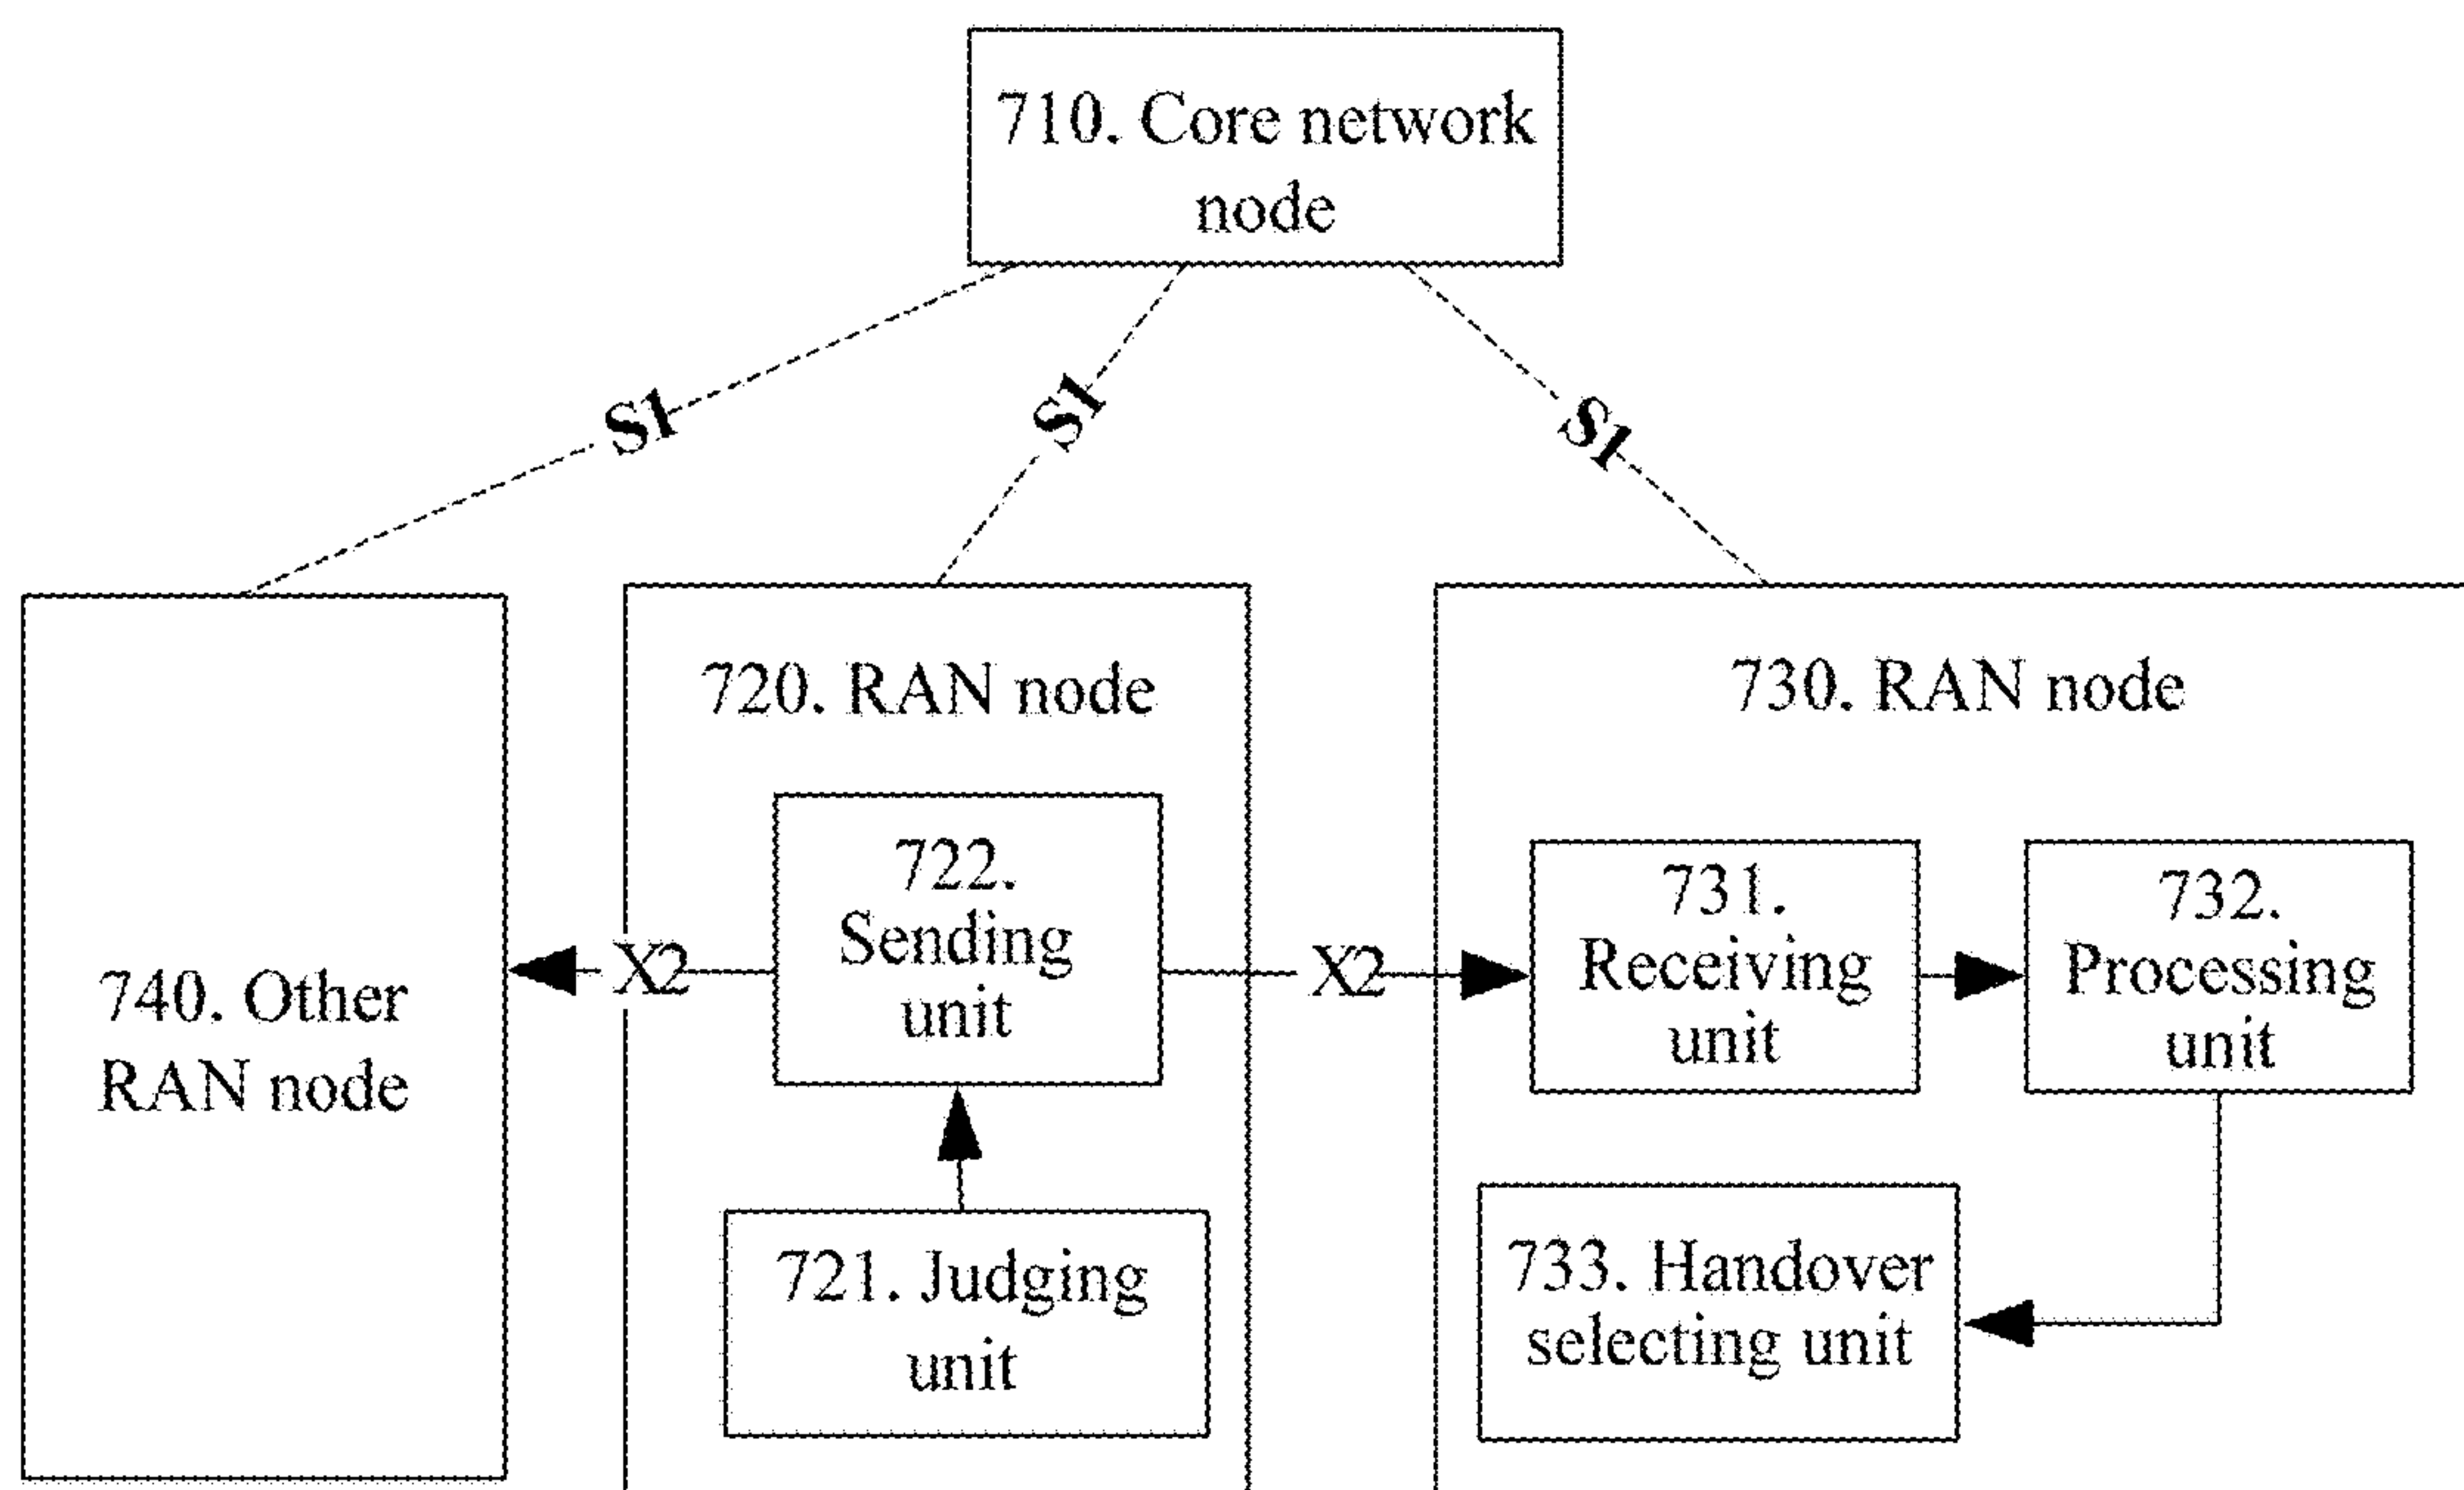 710. Core network
node
S1
S1
S1
720. RAN node
730. RAN node
722.
Sending
unit
731.
Receiving
unit
732.
Processing
unit
X2
X2
740. Other
RAN node
721. Judging
unit
733. Handover
selecting unit